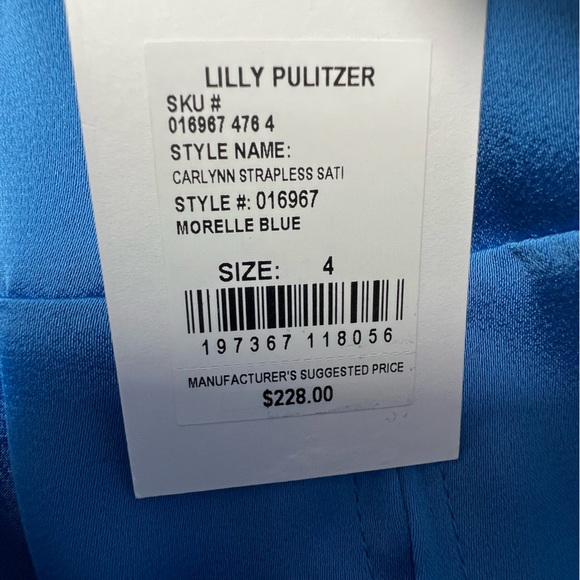 LILLY PULITZER
SKU #
016967 476 4
STYLE NAME:
CARLYNN STRAPLESS SATI
STYLE #: 016967
MORELLE BLUE
SIZE: 4
197367 118056
MANUFACTURER'S SUGGESTED PRICE
$228.00